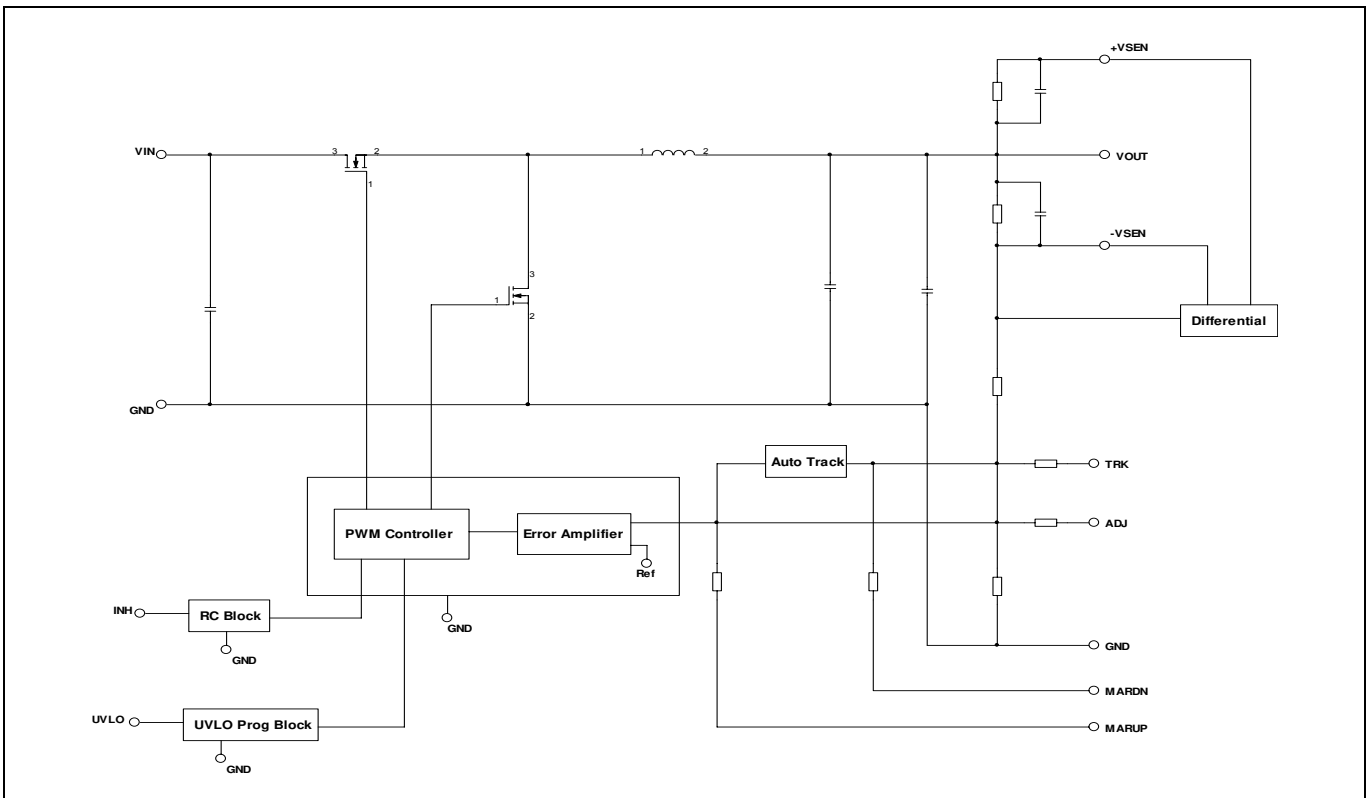 +VSEN
VIN
3
2
1
1
2
VOUT
-VSEN
3
1
2
Differential
GND
Auto Track
TRK
PWM Controller
Error Amplifier
ADJ
Ref
INH
RC Block
GND
GND
GND
MARDN
UVLO
UVLO Prog Block
MARUP
GND